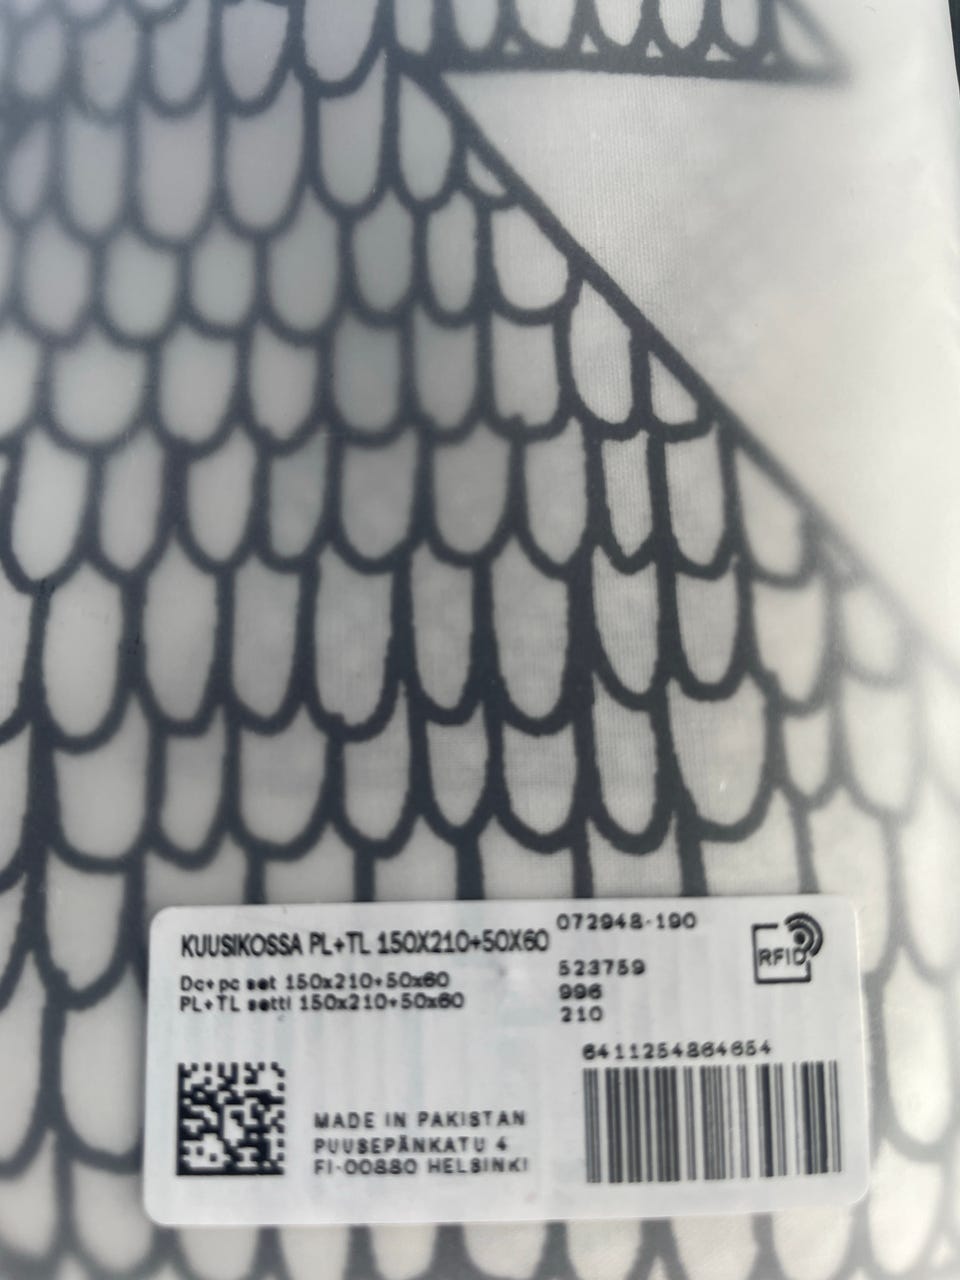 KUUSIKOSSA PL+TL 150X210+50X60
072948-190
Dc+pc set 150x210+50x60
PL+TL setti 150x210+50x60
523759
996
210
RFID
6411254864654
MADE IN PAKISTAN
PUUSEPÄNKATU 4
FI-00880 HELSINKI